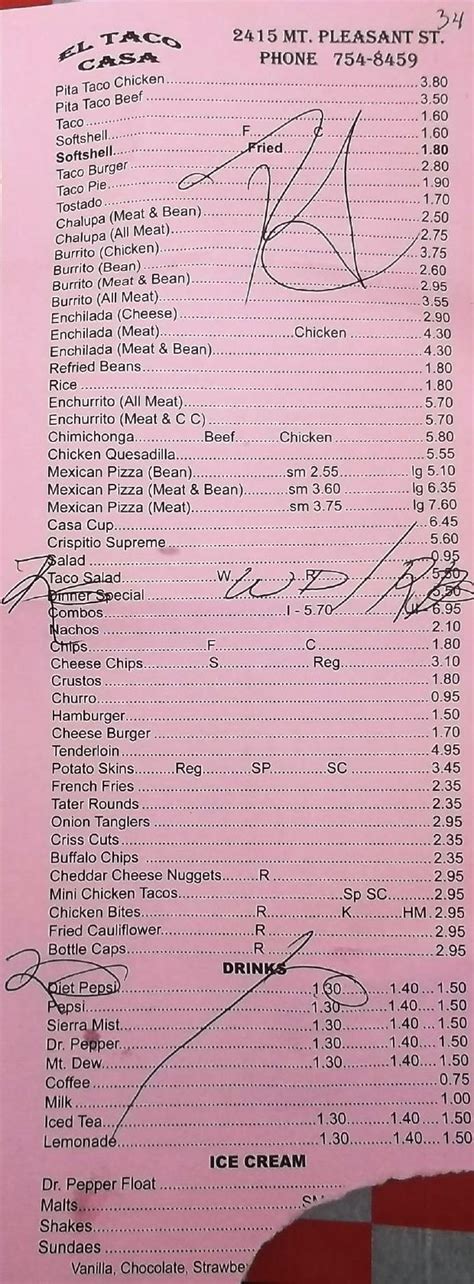 34
EL TACO CASA
2415 MT. PLEASANT ST.
PHONE 754-8459
Pita Taco Chicken 3.80
Pita Taco Beef 3.50
Taco 1.60
Softshell F C 1.60
Softshell Fried 1.80
Taco Burger 2.80
Taco Pie 1.90
Tostado 1.70
Chalupa (Meat & Bean) 2.50
Chalupa (All Meat) 2.75
Burrito (Chicken) 3.75
Burrito (Bean) 2.60
Burrito (Meat & Bean) 2.95
Burrito (All Meat) 3.55
Enchilada (Cheese) 2.90
Enchilada (Meat) Chicken 4.30
Enchilada (Meat & Bean) 4.30
Refried Beans 1.80
Rice 1.80
Enchurrito (All Meat) 5.70
Enchurrito (Meat & C C) 5.70
Chimichonga Beef Chicken 5.80
Chicken Quesadilla 5.55
Mexican Pizza (Bean) sm 2.55 lg 5.10
Mexican Pizza (Meat & Bean) sm 3.60 lg 6.35
Mexican Pizza (Meat) sm 3.75 lg 7.60
Casa Cup 6.45
Crispitio Supreme 5.60
Salad 0.95
Taco Salad W R 5.50
Dinner Special 5.50
Combos I - 5.70 6.95
Nachos 2.10
Chips F C 1.80
Cheese Chips S Reg 3.10
Crustos 1.80
Churro 0.95
Hamburger 1.50
Cheese Burger 1.70
Tenderloin 4.95
Potato Skins Reg SP SC 3.45
French Fries 2.35
Tater Rounds 2.35
Onion Tanglers 2.95
Criss Cuts 2.35
Buffalo Chips 2.35
Cheddar Cheese Nuggets R 2.95
Mini Chicken Tacos Sp SC 2.95
Chicken Bites R K HM 2.95
Fried Cauliflower R 2.95
Bottle Caps R 2.95
DRINKS
Diet Pepsi 1.30 1.40 1.50
Pepsi 1.30 1.40 1.50
Sierra Mist 1.30 1.40 1.50
Dr. Pepper 1.30 1.40 1.50
Mt. Dew 1.30 1.40 1.50
Coffee 0.75
Milk 1.00
Iced Tea 1.30 1.40 1.50
Lemonade 1.30 1.40 1.50
ICE CREAM
Dr. Pepper Float
Malts
Shakes
Sundaes
Vanilla, Chocolate,